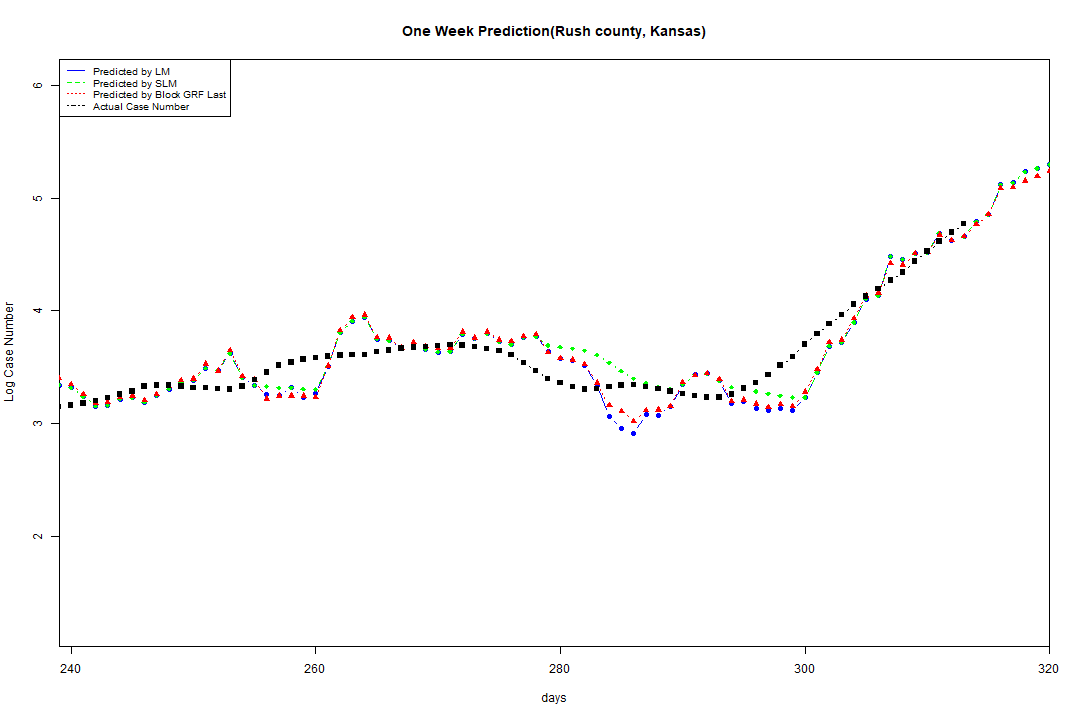 One Week Prediction(Rush county, Kansas)
Predicted by LM
Predicted by SLM
Predicted by Block GRF Last
Actual Case Number
6
5
4
3
2
Log Case Number
240 260 280 300 320
days